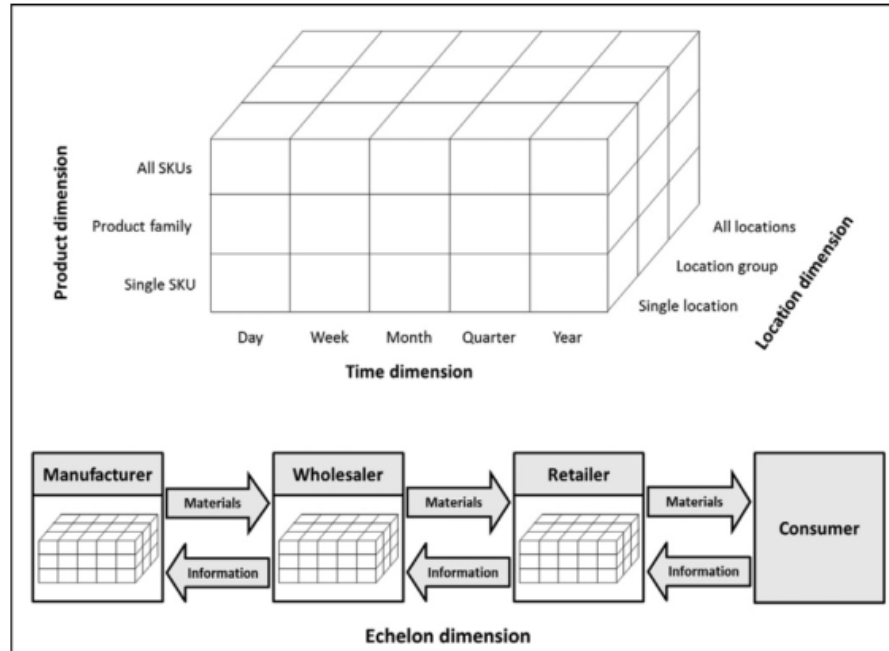 Product dimension
All SKUs
Product family
Single SKU
All locations
Location group
Single location
Location dimension
Day Week Month Quarter Year
Time dimension
Manufacturer Wholesaler Retailer
Materials Materials Materials
Consumer
Information Information Information
Echelon dimension